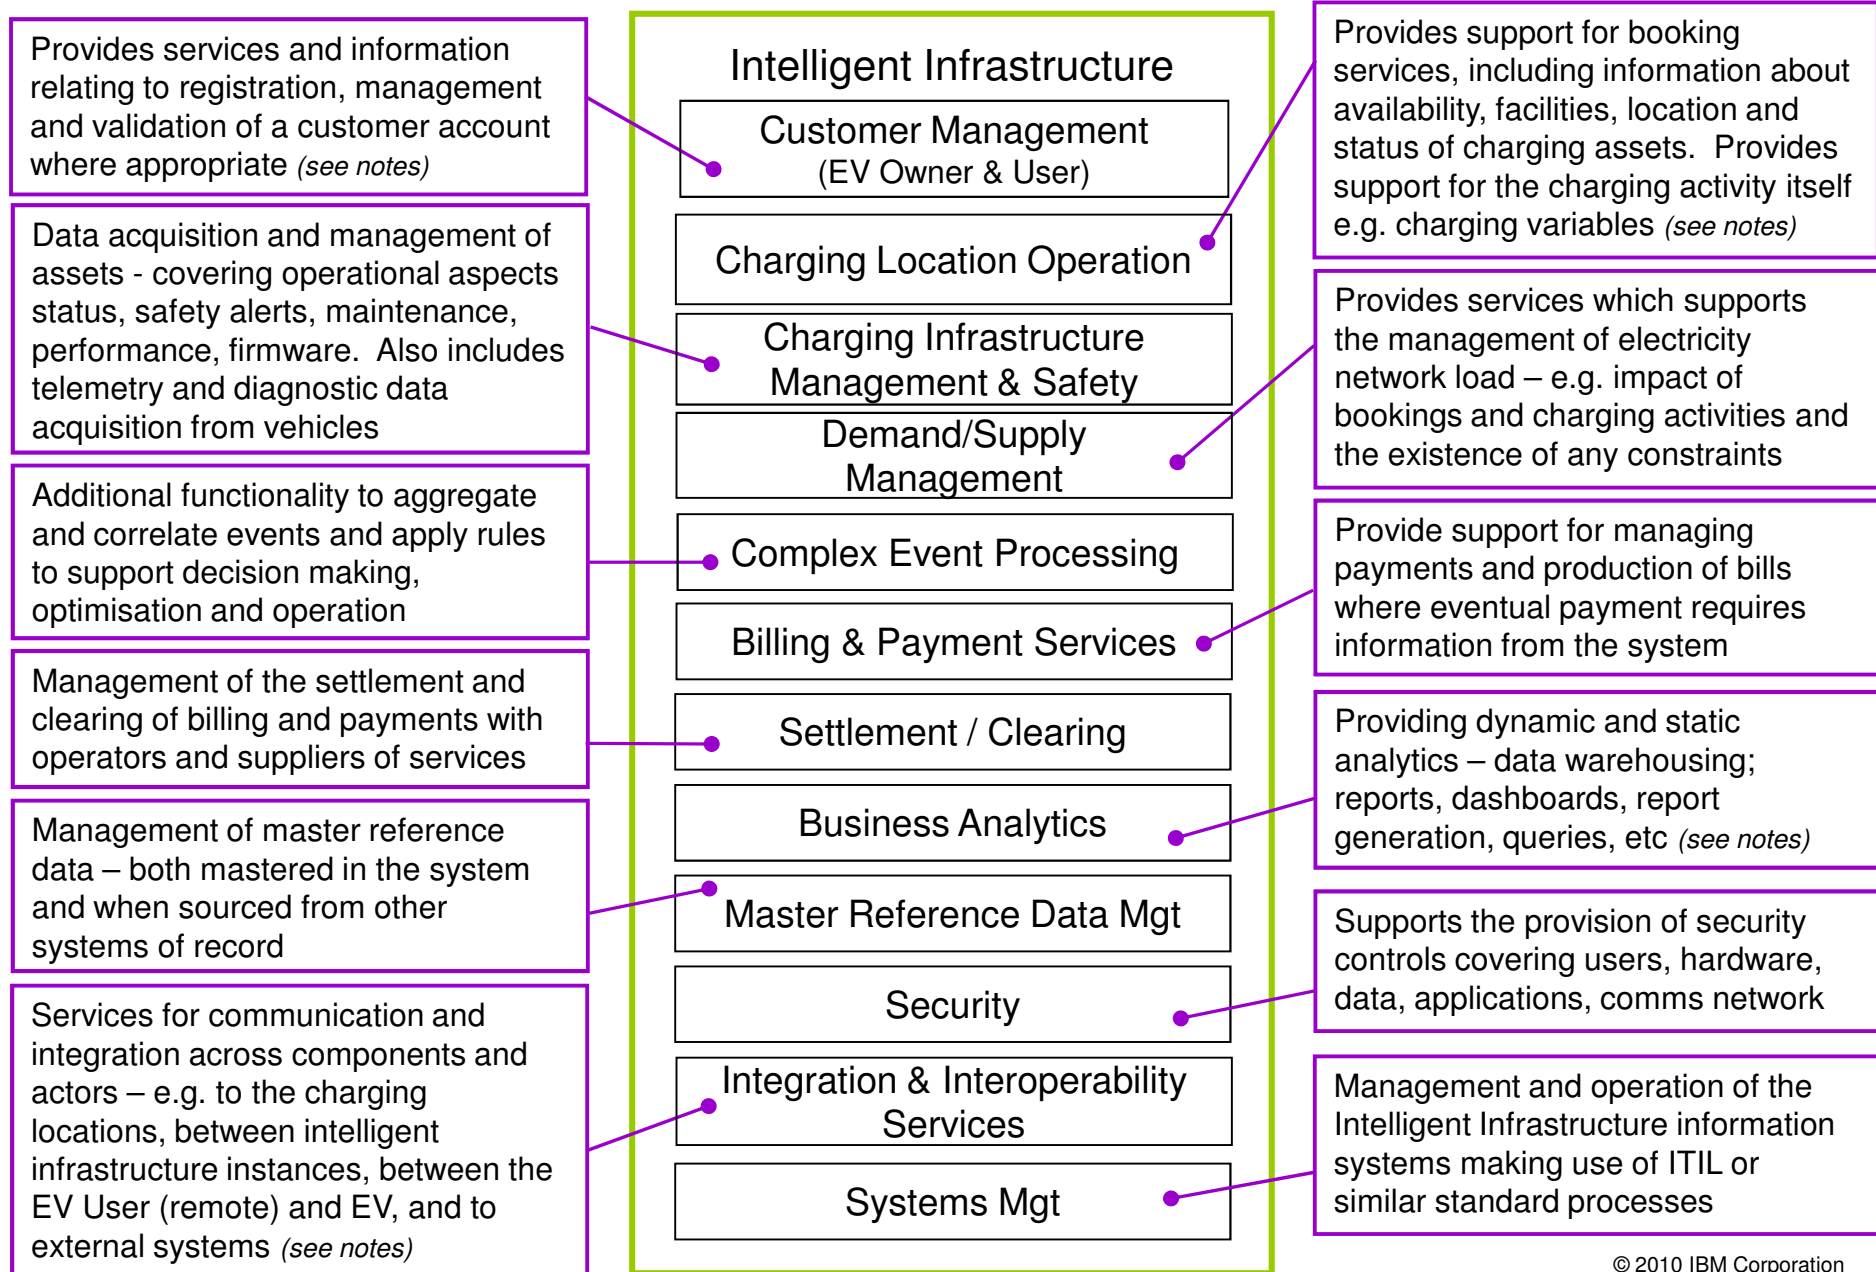 Provides services and information
relating to registration, management
and validation of a customer account
where appropriate (see notes)
Data acquisition and management of
assets - covering operational aspects
status, safety alerts, maintenance,
performance, firmware.  Also includes
telemetry and diagnostic data
acquisition from vehicles
Additional functionality to aggregate
and correlate events and apply rules
to support decision making,
optimisation and operation
Management of the settlement and
clearing of billing and payments with
operators and suppliers of services
Management of master reference
data – both mastered in the system
and when sourced from other
systems of record
Services for communication and
integration across components and
actors – e.g. to the charging
locations, between intelligent
infrastructure instances, between the
EV User (remote) and EV, and to
external systems (see notes)
Intelligent Infrastructure
Customer Management
(EV Owner & User)
Charging Location Operation
Charging Infrastructure
Management & Safety
Demand/Supply
Management
Complex Event Processing
Billing & Payment Services
Settlement / Clearing
Business Analytics
Master Reference Data Mgt
Security
Integration & Interoperability
Services
Systems Mgt
Provides support for booking
services, including information about
availability, facilities, location and
status of charging assets.  Provides
support for the charging activity itself
e.g. charging variables (see notes)
Provides services which supports
the management of electricity
network load – e.g. impact of
bookings and charging activities and
the existence of any constraints
Provide support for managing
payments and production of bills
where eventual payment requires
information from the system
Providing dynamic and static
analytics – data warehousing;
reports, dashboards, report
generation, queries, etc (see notes)
Supports the provision of security
controls covering users, hardware,
data, applications, comms network
Management and operation of the
Intelligent Infrastructure information
systems making use of ITIL or
similar standard processes
© 2010 IBM Corporation